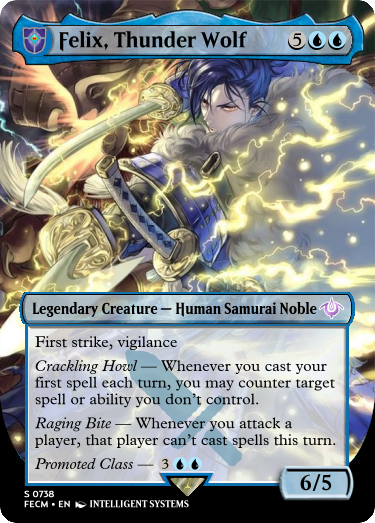 Felix, Thunder Wolf 5
Legendary Creature — Human Samurai Noble
First strike, vigilance
Crackling Howl — Whenever you cast your
first spell each turn, you may counter target
spell or ability you don't control.
Raging Bite — Whenever you attack a
player, that player can't cast spells this turn.
Promoted Class — 3
6/5
S 0738
FECM • EN INTELLIGENT SYSTEMS